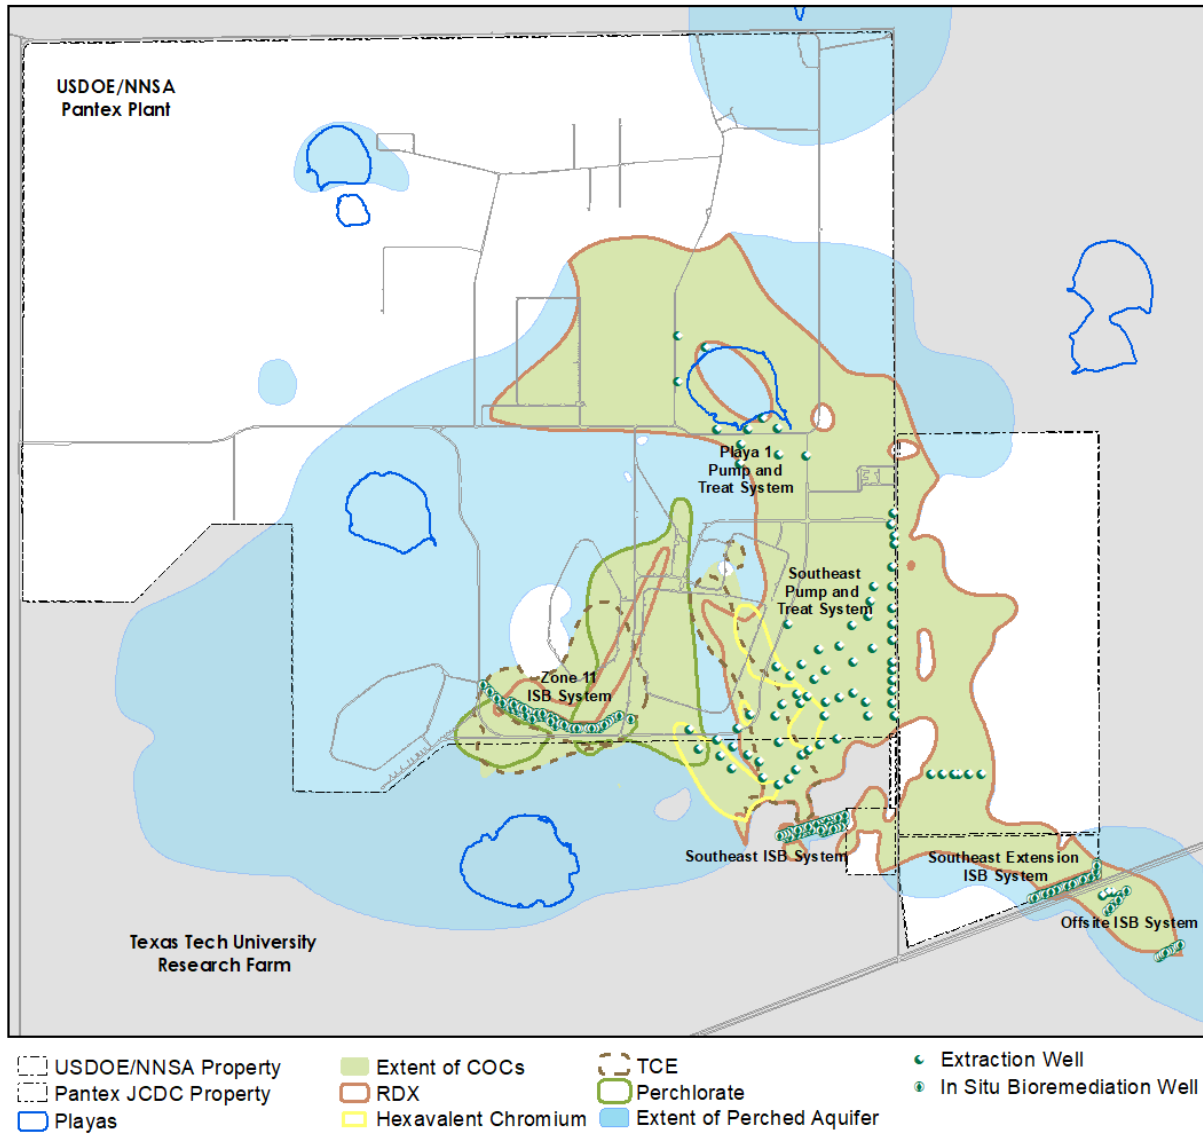 USDOE/NNSA
Pantex Plant
Playa 1
Pump and
Treat System
Southeast
Pump and
Treat System
Zone 11
ISB System
Southeast ISB System
Southeast Extension
ISB System
Offsite ISB System
Texas Tech University
Research Farm
USDOE/NNSA Property
Pantex JCDC Property
Playas
Extent of COCs
RDX
Hexavalent Chromium
TCE
Perchlorate
Extent of Perched Aquifer
Extraction Well
In Situ Bioremediation Well